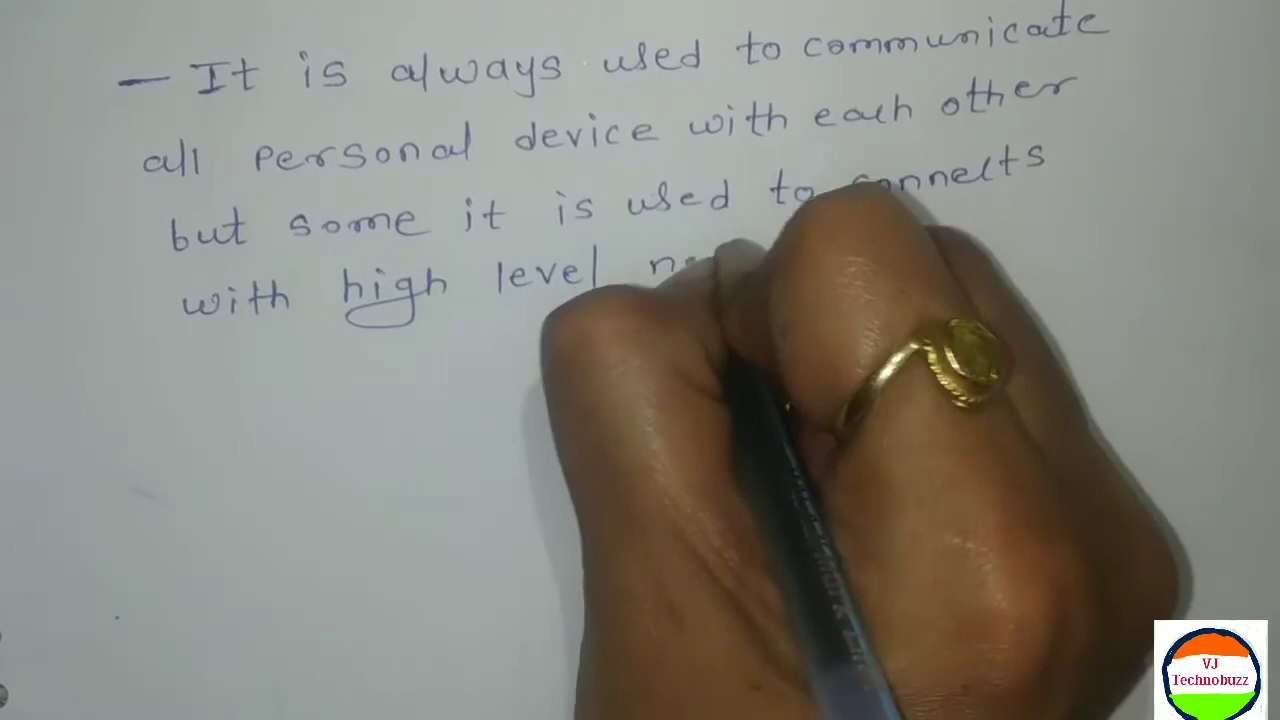 - It is always used to communicate
all personal device with each other
but some it is used to connects
with high level
VJ
Technobuzz